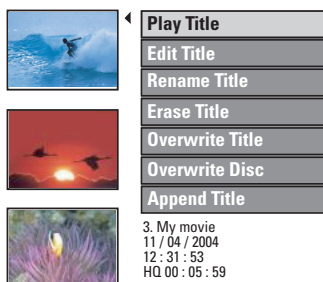 Play Title
Edit Title
Rename Title
Erase Title
Overwrite Title
Overwrite Disc
Append Title
3. My movie
11 / 04 / 2004
12 : 31 : 53
HQ 00 : 05 : 59